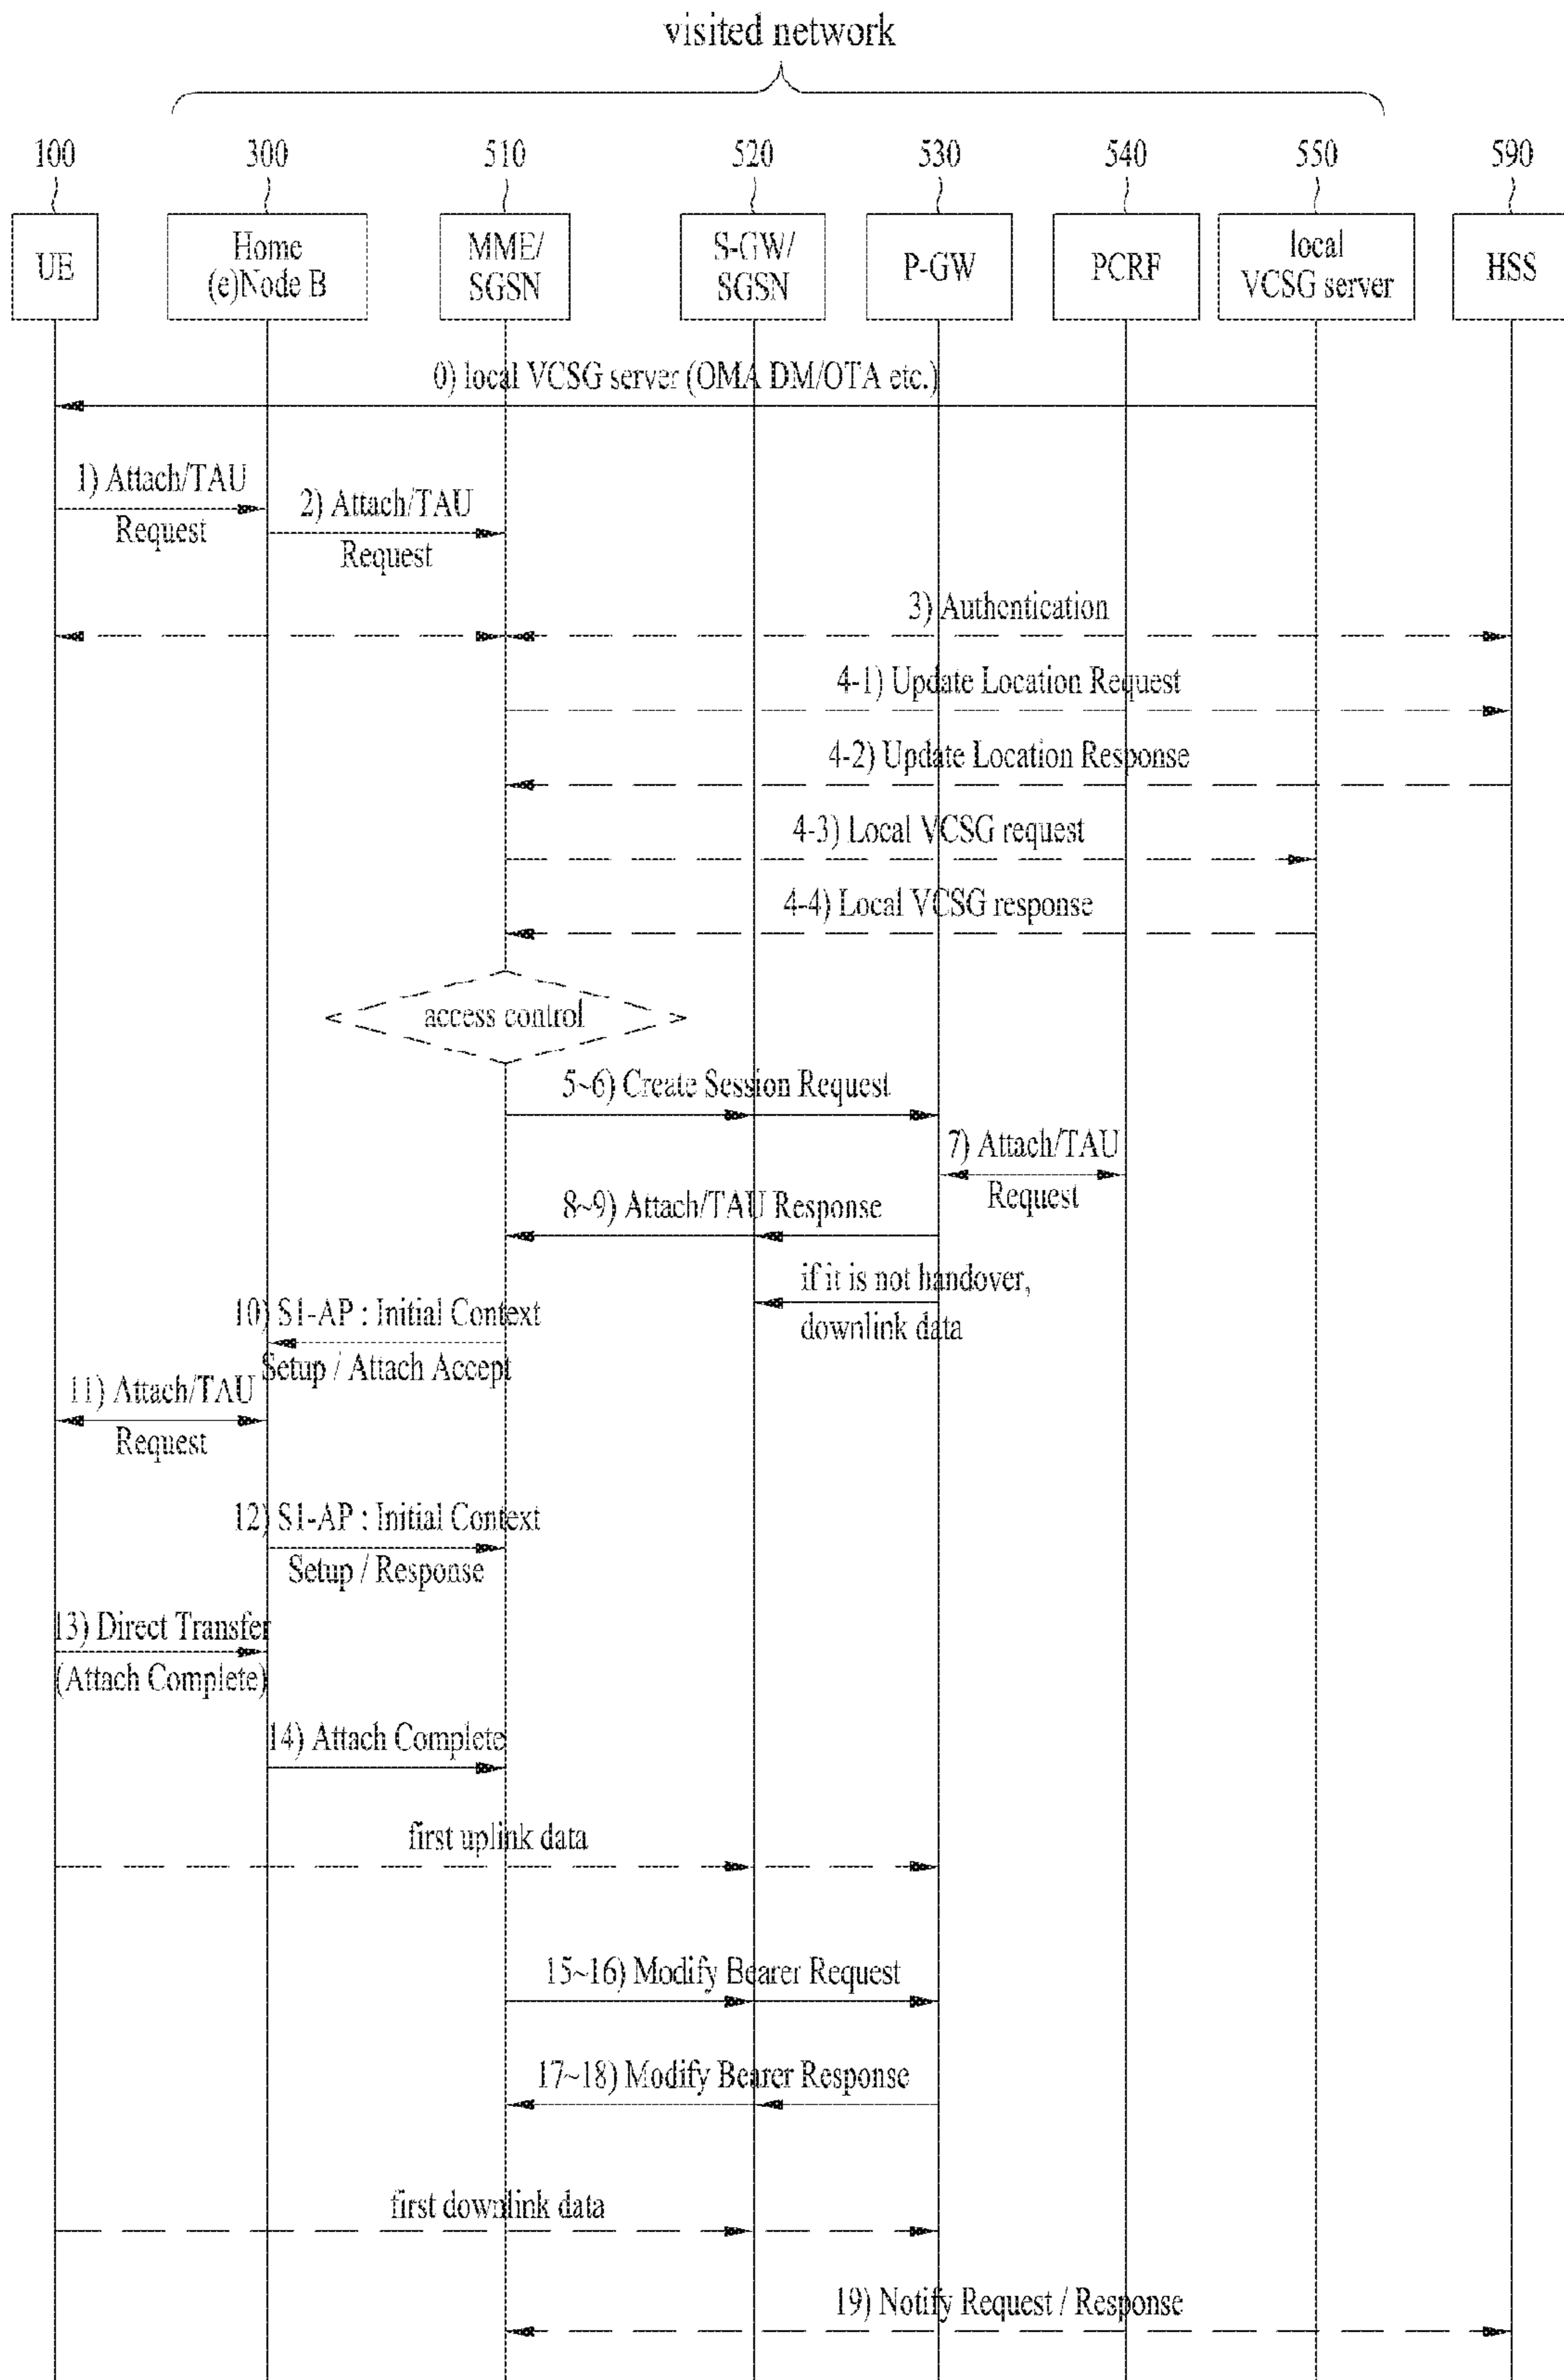 visited network
100
300
510
520
530
540
550
590
UE
Home
(e)Node B
MME/
SGSN
S-GW/
SGSN
P-GW
PCRF
local
VCSG server
HSS
0) local VCSG server (OMA DM/OTA etc.)
1) Attach/TAU
Request
2) Attach/TAU
Request
3) Authentication
4-1) Update Location Request
4-2) Update Location Response
4-3) Local VCSG request
4-4) Local VCSG response
access control
5~6) Create Session Request
7) Attach/TAU
Request
8~9) Attach/TAU Response
if it is not handover,
downlink data
10) S1-AP : Initial Context
Setup / Attach Accept
11) Attach/TAU
Request
12) S1-AP : Initial Context
Setup / Response
13) Direct Transfer
(Attach Complete)
14) Attach Complete
first uplink data
15~16) Modify Bearer Request
17~18) Modify Bearer Response
first downlink data
19) Notify Request / Response